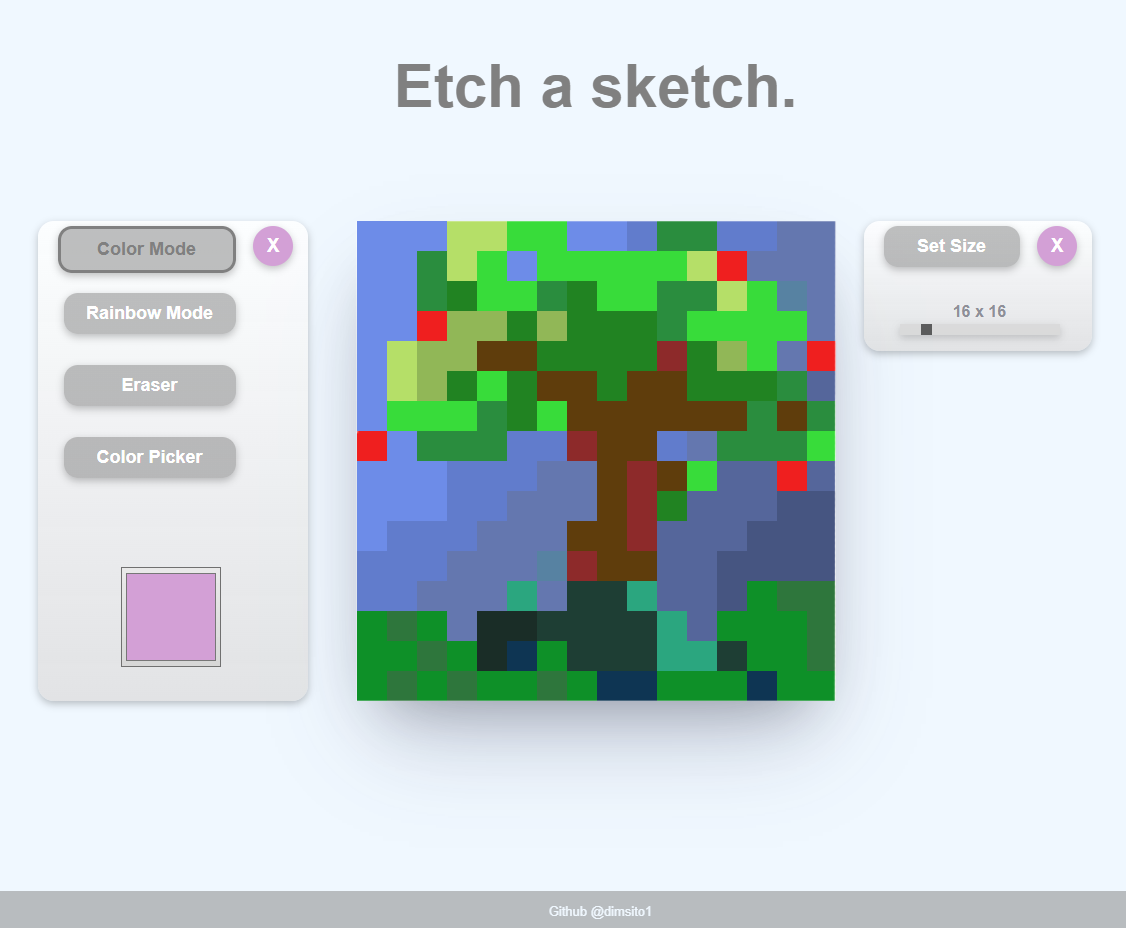 Etch a sketch.
Color Mode
X
Rainbow Mode
Eraser
Color Picker
Set Size
X
16 x 16
Github @dimsito1